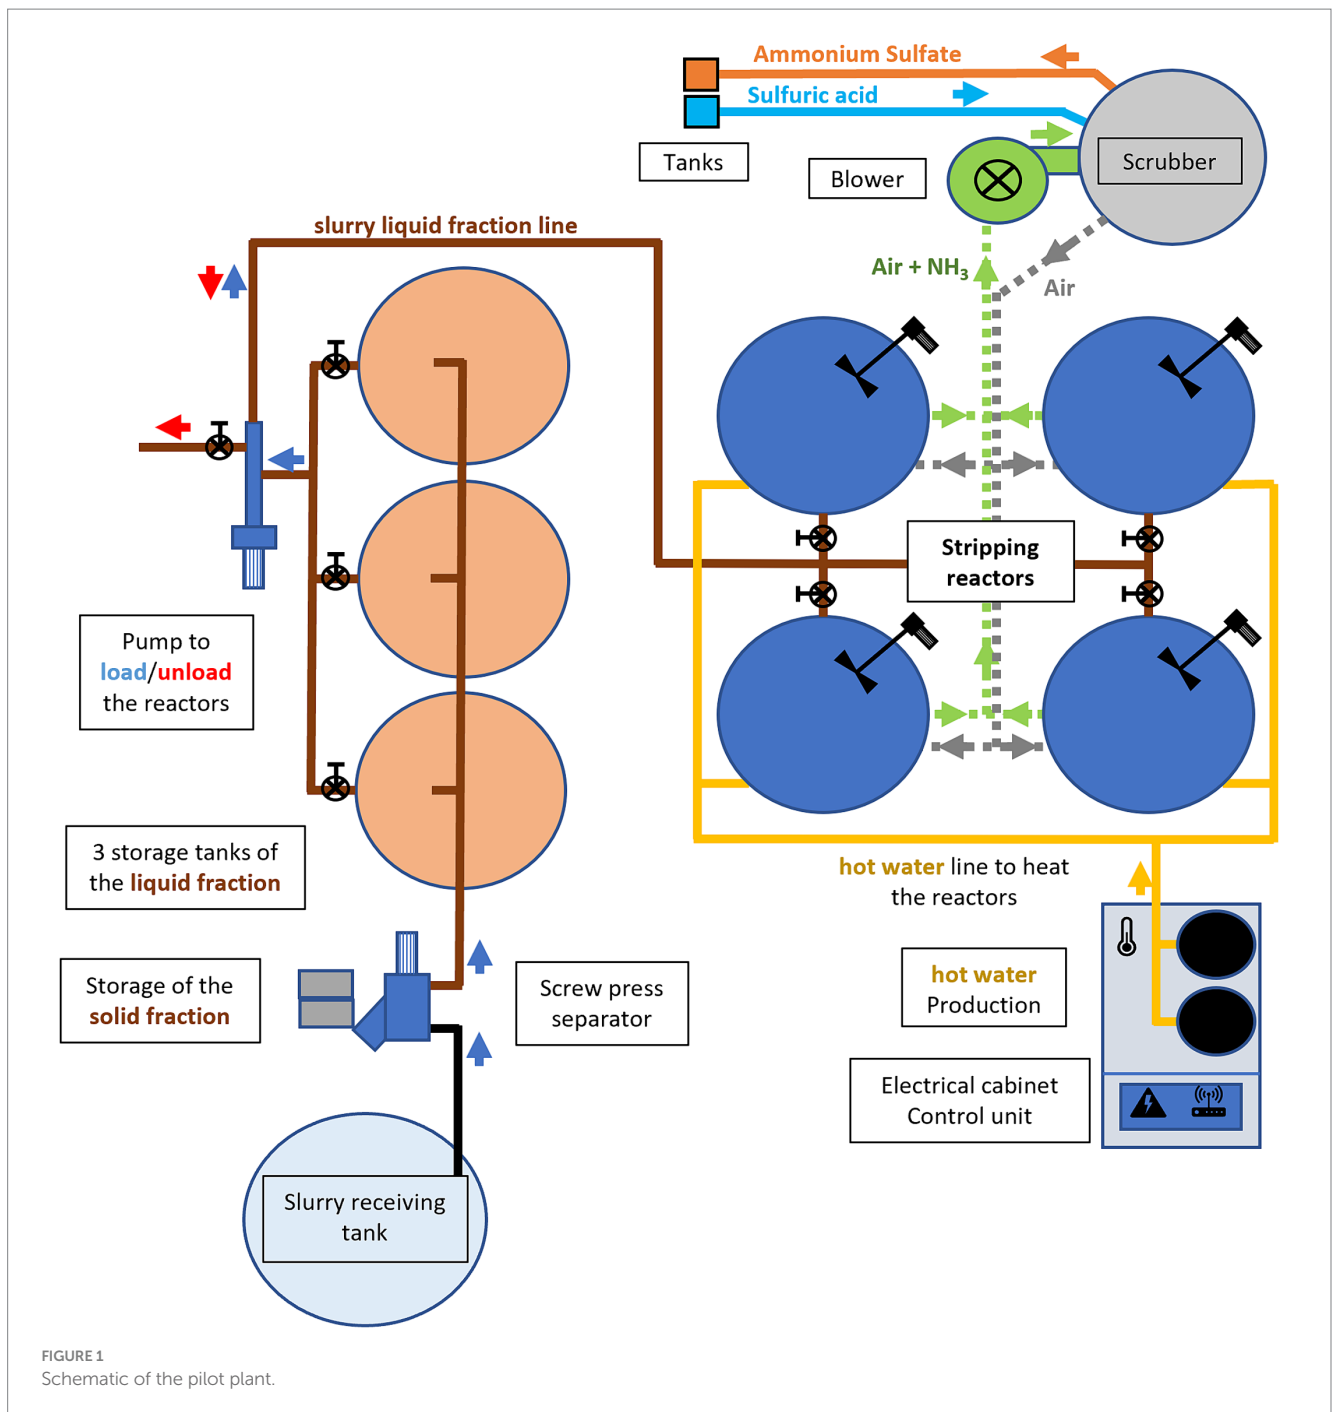 Ammonium Sulfate
Sulfuric acid
Tanks
Blower
Scrubber
slurry liquid fraction line
Air + NH₃
Air
Stripping
reactors
Pump to
load/unload
the reactors
3 storage tanks of
the liquid fraction
hot water line to heat
the reactors
Storage of the
solid fraction
Screw press
separator
hot water
Production
Electrical cabinet
Control unit
Slurry receiving
tank
FIGURE 1
Schematic of the pilot plant.